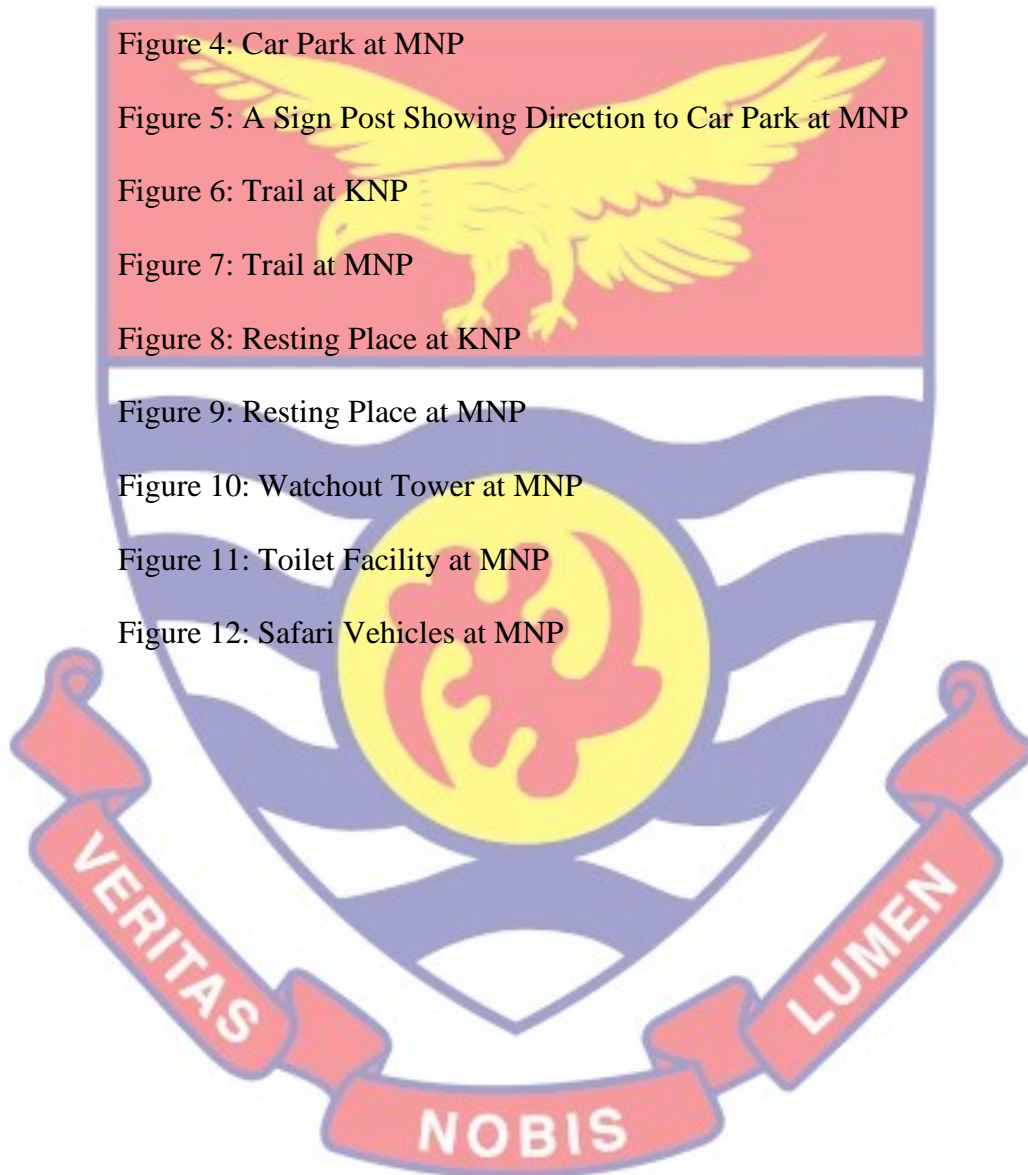 Figure 4: Car Park at MNP
Figure 5: A Sign Post Showing Direction to Car Park at MNP
Figure 6: Trail at KNP
Figure 7: Trail at MNP
Figure 8: Resting Place at KNP
Figure 9: Resting Place at MNP
Figure 10: Watchout Tower at MNP
Figure 11: Toilet Facility at MNP
Figure 12: Safari Vehicles at MNP
VERITAS
NOBIS
LUMEN